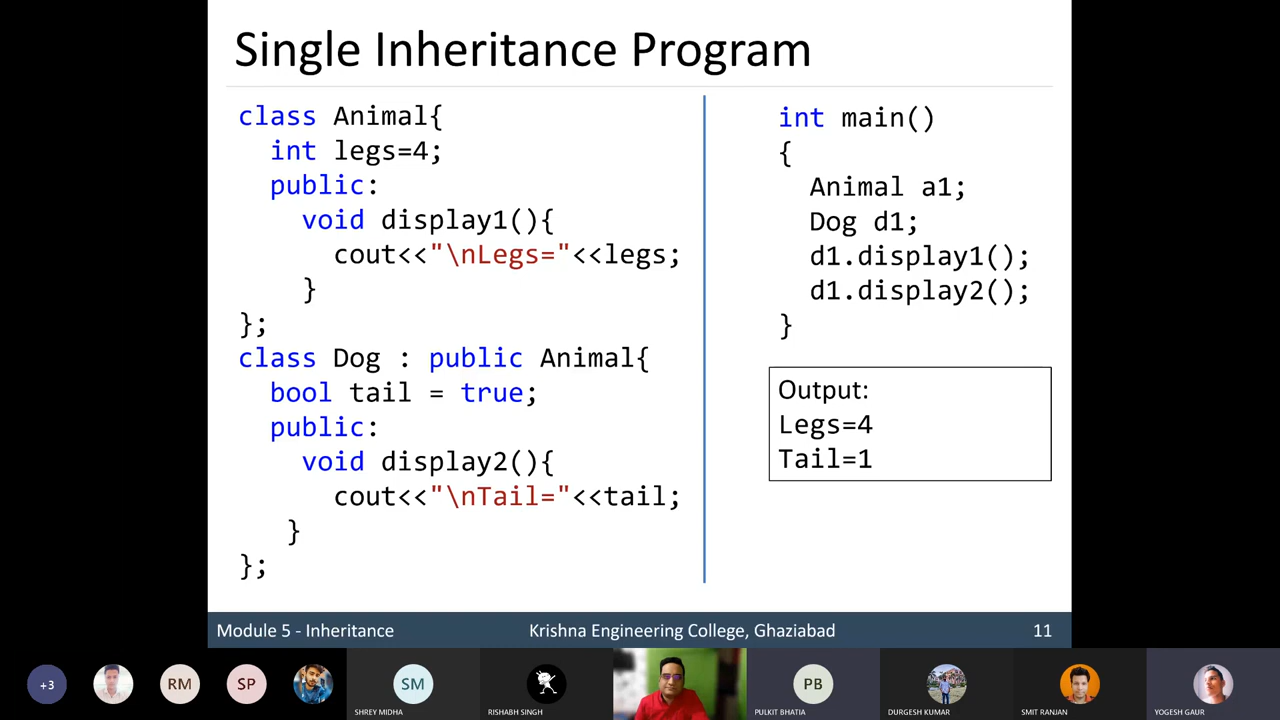 Single Inheritance Program
class Animal{
int legs=4;
public:
void display1(){
cout<<"\nLegs="<<legs;
}
};
class Dog : public Animal{
bool tail = true;
public:
void display2(){
cout<<"\nTail="<<tail;
}
};
int main()
{
Animal a1;
Dog d1;
d1.display1();
d1.display2();
}
Output:
Legs=4
Tail=1
Module 5 - Inheritance
Krishna Engineering College, Ghaziabad
11
+3
RM
SP
SM
SHREY MIDHA
RISHABH SINGH
PB
PULKIT BHATIA
DURGESH KUMAR
SMIT RANJAN
YOGESH GAUR